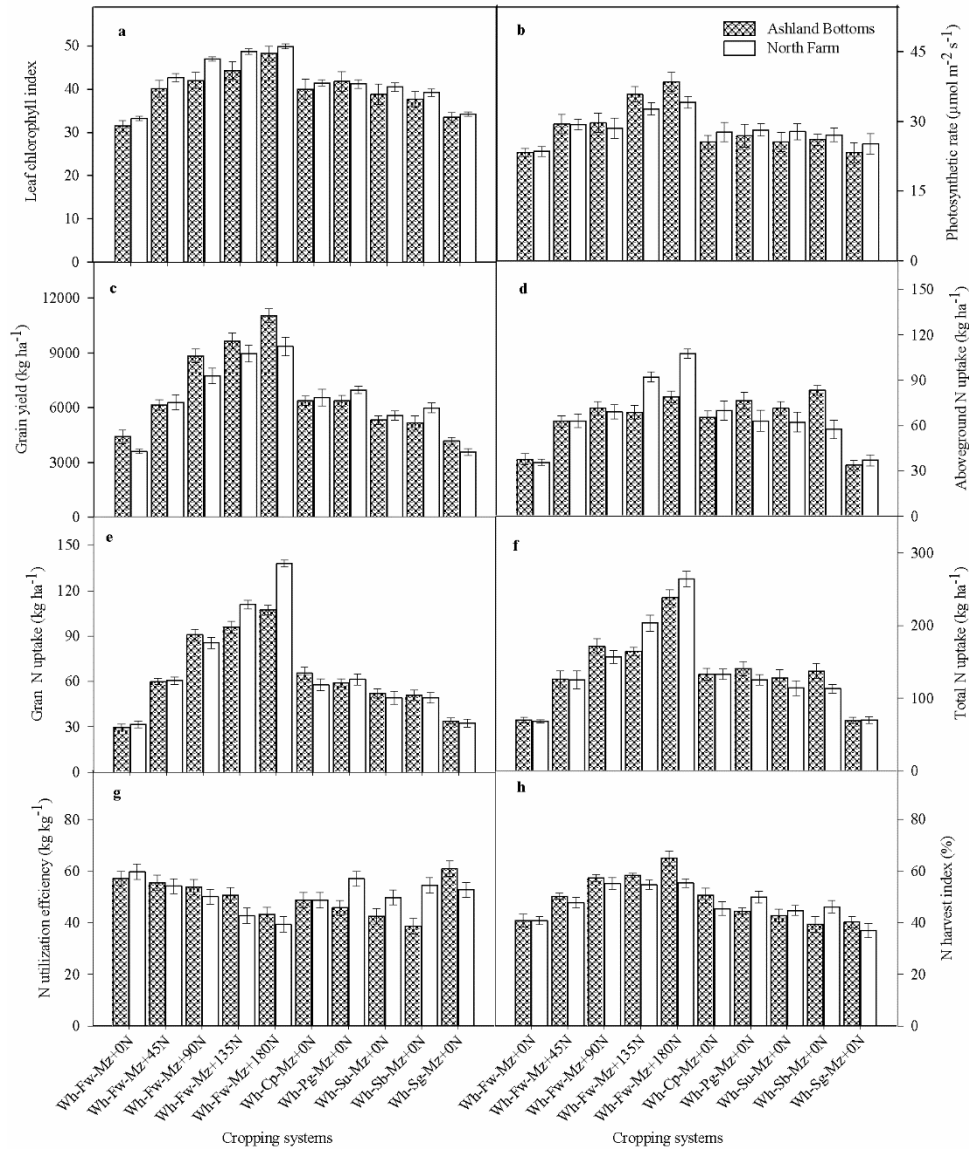 a
b
Ashland Bottoms
North Farm
50
40
30
20
10
0
Leaf chlorophyll index
45
30
15
0
Photosynthetic rate (μmol m⁻² s⁻¹)
c
d
12000
9000
6000
3000
0
Grain yield (kg ha⁻¹)
150
120
90
60
30
0
Aboveground N uptake (kg ha⁻¹)
e
f
150
120
90
60
30
0
Gran N uptake (kg ha⁻¹)
300
200
100
0
Total N uptake (kg ha⁻¹)
g
h
80
60
40
20
0
N utilization effciency (kg kg⁻¹)
80
60
40
20
0
N harvest index (%)
Wh-Fw-Mz+0N
Wh-Fw-Mz+45N
Wh-Fw-Mz+90N
Wh-Fw-Mz+135N
Wh-Fw-Mz+180N
Wh-Cp-Mz+0N
Wh-Pg-Mz+0N
Wh-Su-Mz+0N
Wh-Sb-Mz+0N
Wh-Sg-Mz+0N
Wh-Fw-Mz+0N
Wh-Fw-Mz+45N
Wh-Fw-Mz+90N
Wh-Fw-Mz+135N
Wh-Fw-Mz+180N
Wh-Cp-Mz+0N
Wh-Pg-Mz+0N
Wh-Su-Mz+0N
Wh-Sb-Mz+0N
Wh-Sg-Mz+0N
Cropping systems
Cropping systems